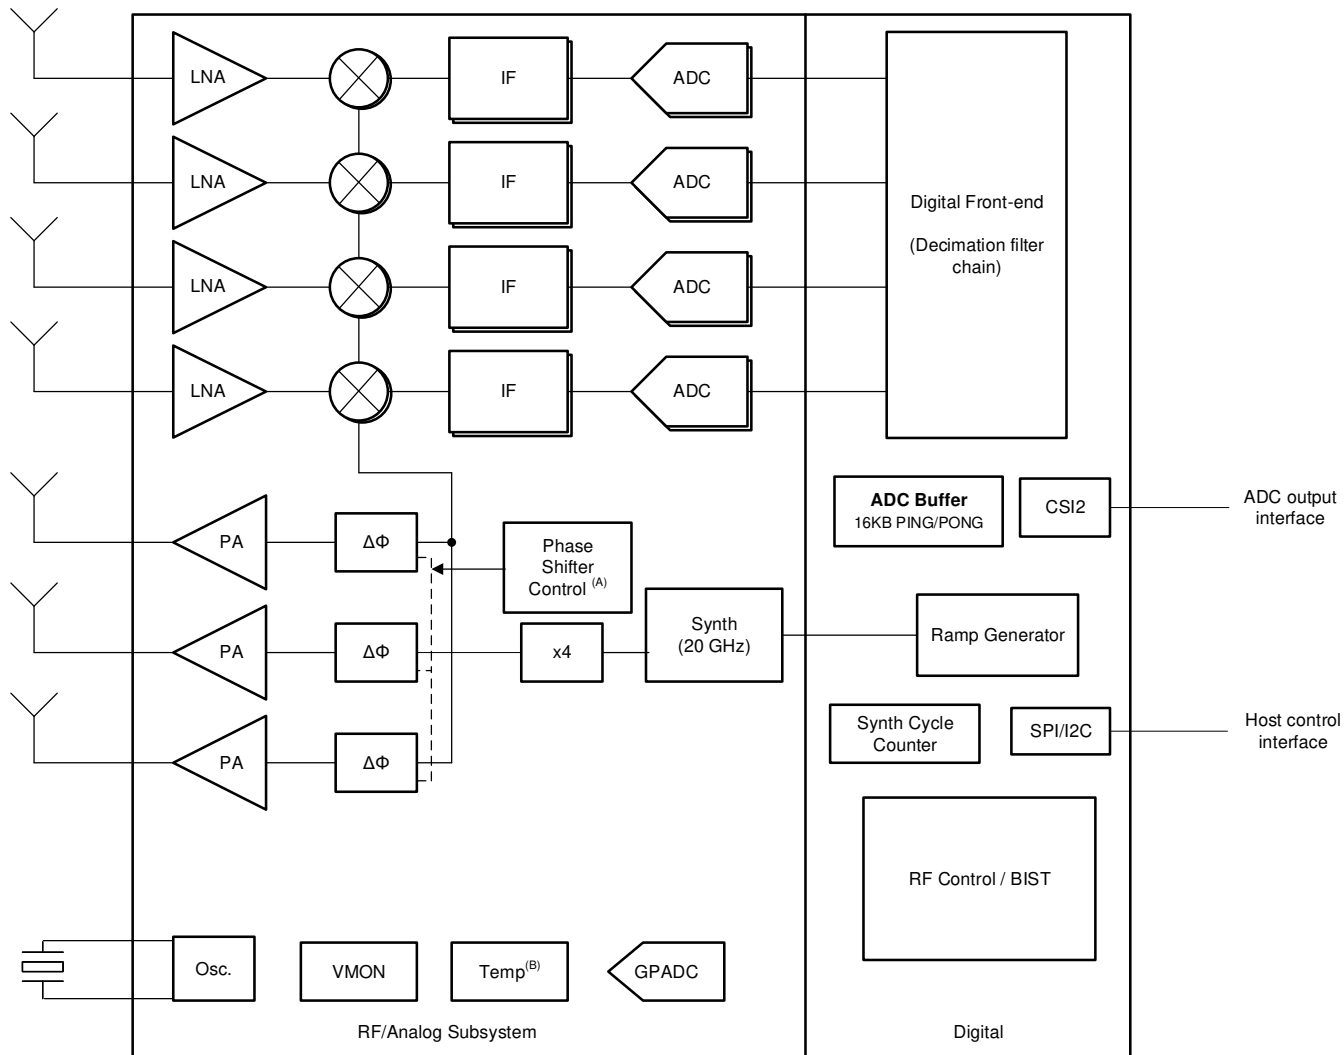 LNA
IF
ADC
LNA
IF
ADC
LNA
IF
ADC
LNA
IF
ADC
Digital Front-end
(Decimation filter
chain)
PA
ΔΦ
Phase
Shifter
Control (A)
PA
ΔΦ
x4
Synth
(20 GHz)
PA
ΔΦ
ADC Buffer
16KB PING/PONG
CSI2
ADC output
interface
Ramp Generator
Synth Cycle
Counter
SPI/I2C
Host control
interface
RF Control / BIST
Osc.
VMON
Temp(B)
GPADC
RF/Analog Subsystem
Digital